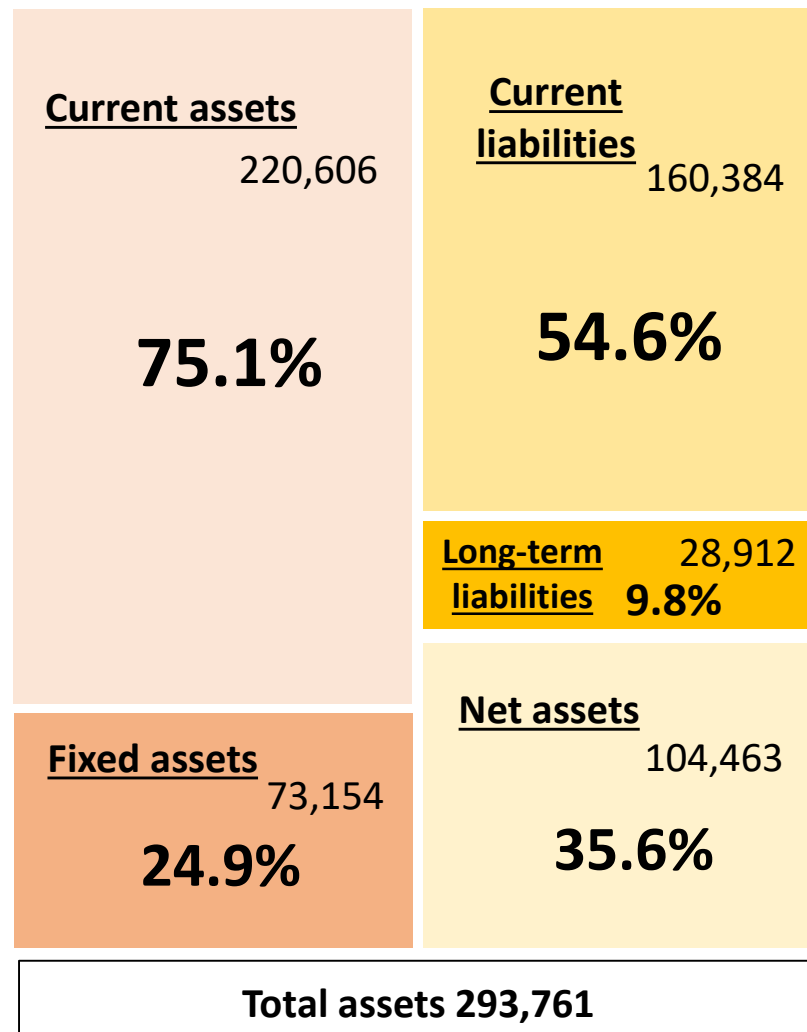 Current assets
220,606
75.1%
Fixed assets
73,154
24.9%
Current
liabilities
160,384
54.6%
Long-term
liabilities
28,912
9.8%
Net assets
104,463
35.6%
Total assets 293,761